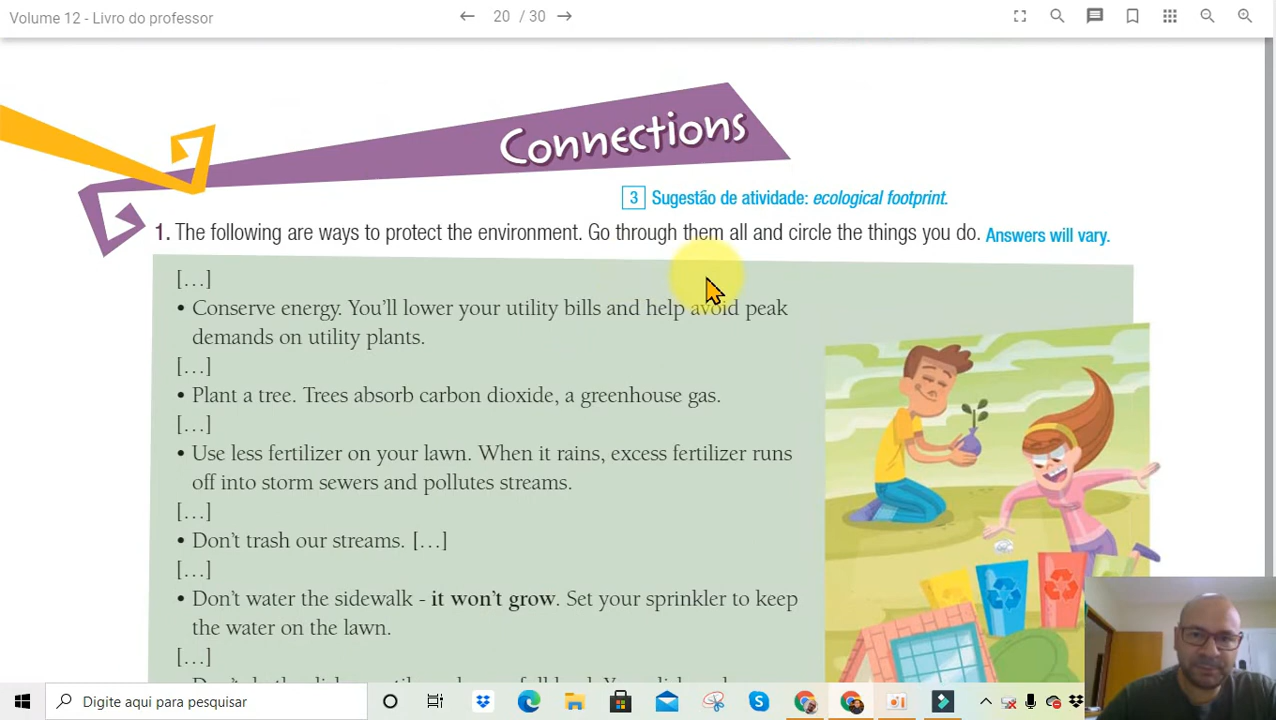 Volume 12 - Livro do professor
20 / 30
Connections
3 Sugestão de atividade: ecological footprint.
1. The following are ways to protect the environment. Go through them all and circle the things you do. Answers will vary.
[…]
• Conserve energy. You'll lower your utility bills and help avoid peak
demands on utility plants.
[…]
• Plant a tree. Trees absorb carbon dioxide, a greenhouse gas.
[…]
• Use less fertilizer on your lawn. When it rains, excess fertilizer runs
off into storm sewers and pollutes streams.
[…]
• Don't trash our streams. […]
[…]
• Don't water the sidewalk - it won't grow. Set your sprinkler to keep
the water on the lawn.
[…]
Digite aqui para pesquisar